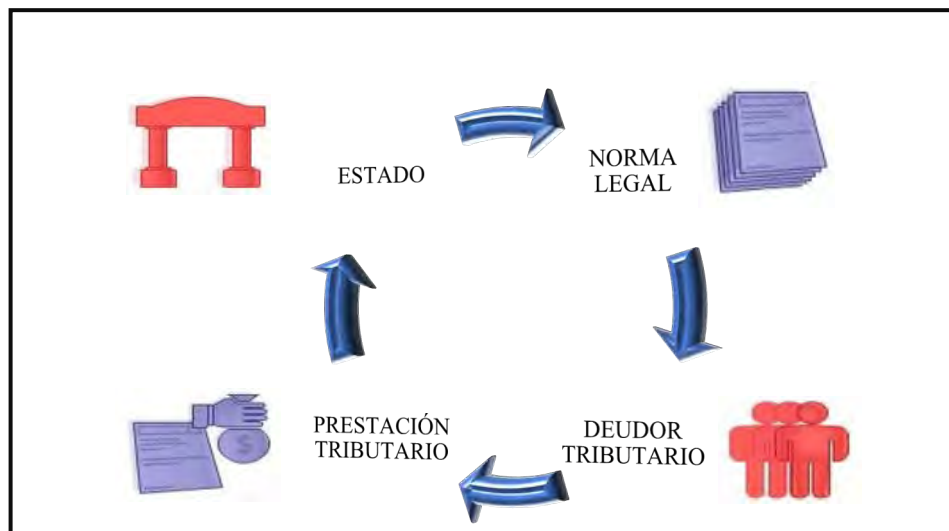 ESTADO
NORMA
LEGAL
PRESTACIÓN
TRIBUTARIO
DEUDOR
TRIBUTARIO
$